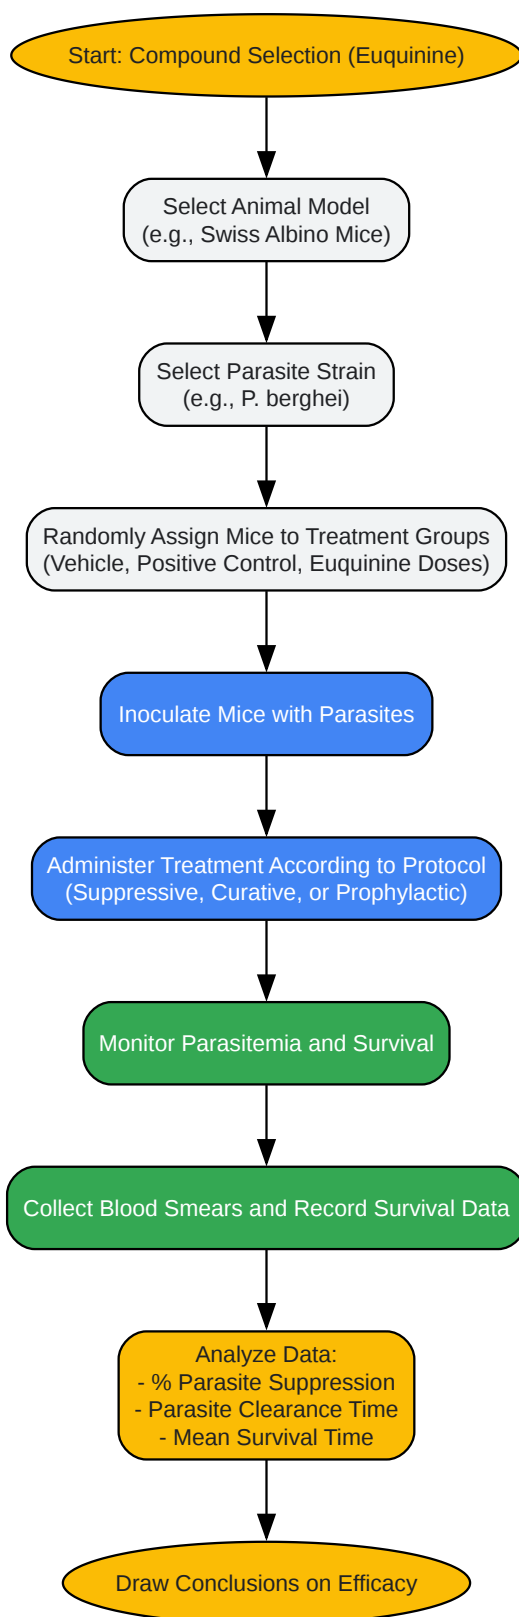 Start: Compound Selection (Euquinine)
Select Animal Model
(e.g., Swiss Albino Mice)
Select Parasite Strain
(e.g., P. berghei)
Randomly Assign Mice to Treatment Groups
(Vehicle, Positive Control, Euquinine Doses)
Inoculate Mice with Parasites
Administer Treatment According to Protocol
(Suppressive, Curative, or Prophylactic)
Monitor Parasitemia and Survival
Collect Blood Smears and Record Survival Data
Analyze Data:
- % Parasite Suppression
- Parasite Clearance Time
- Mean Survival Time
Draw Conclusions on Efficacy